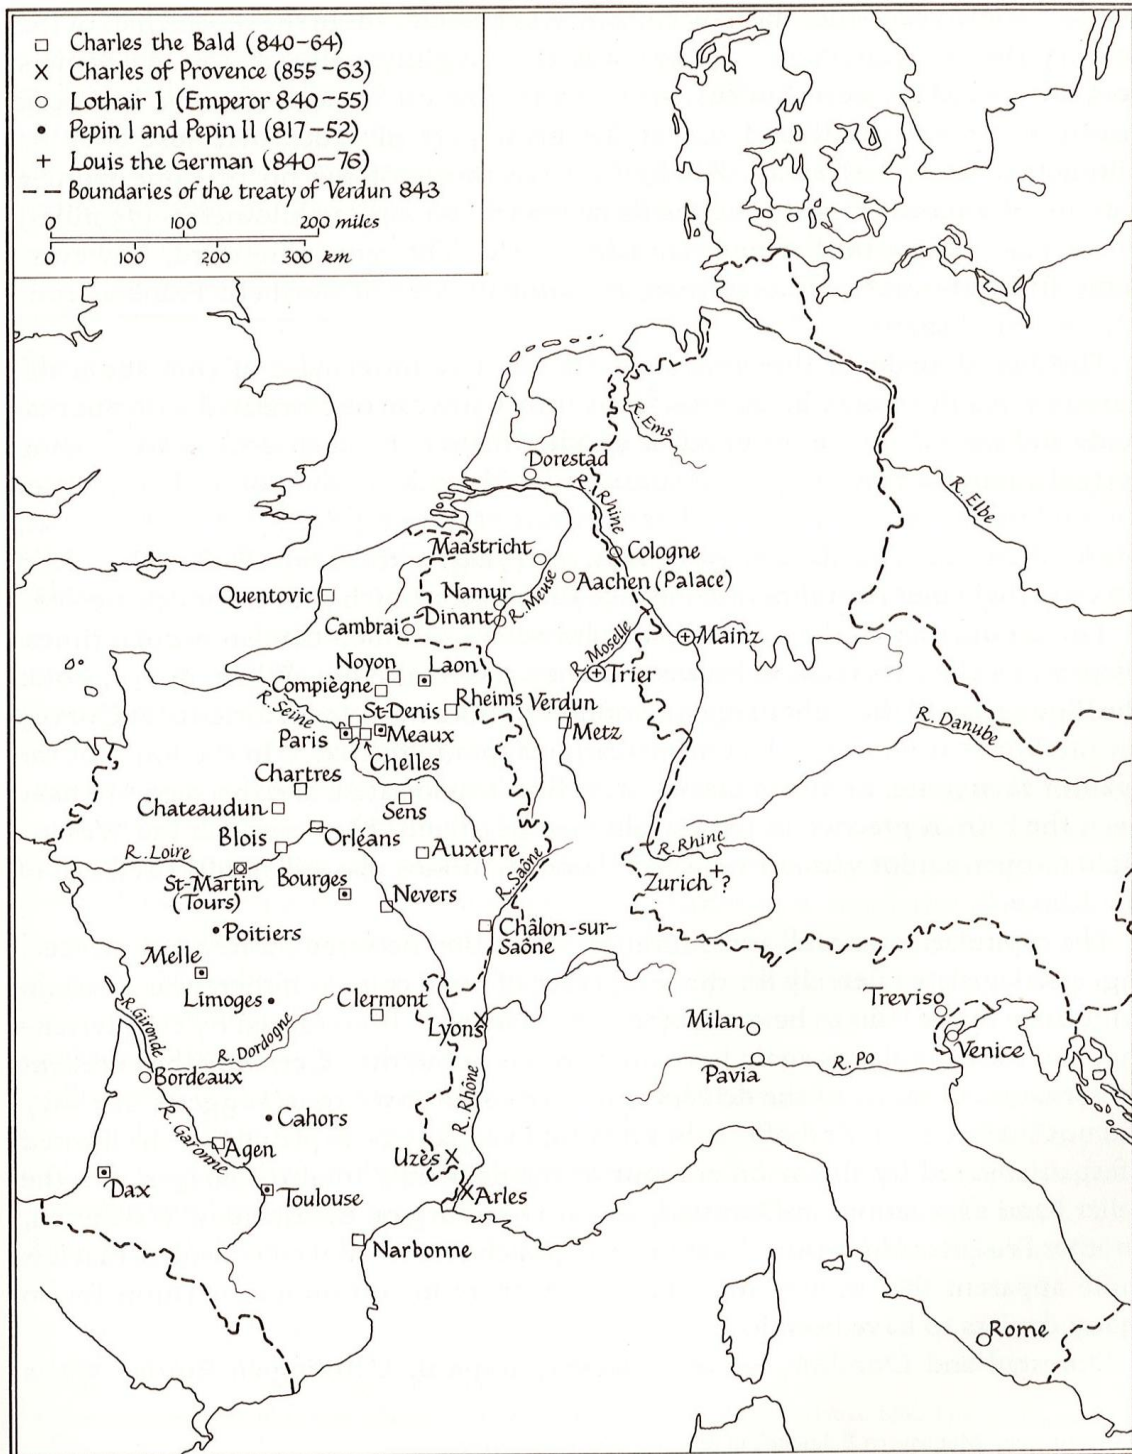 Charles the Bald (840–64)
Charles of Provence (855–63)
Lothair I (Emperor 840–55)
Pepin I and Pepin II (817–52)
Louis the German (840–76)
Boundaries of the treaty of Verdun 843
0 100 200 miles
0 100 200 300 km
R. Ems
Dorestad
R. Rhine
R. Elbe
Maastricht
Cologne
Aachen (Palace)
Quentovic
Namur
R. Meuse
Dinant
Cambrai
Mainz
R. Moselle
Noyon
Laon
Trier
Compiègne
R. Seine
Rheims
Verdun
St-Denis
R. Danube
Paris
Meaux
Metz
Chelles
Chartres
Chateaudun
Sens
Blois
Orléans
R. Loire
Auxerre
R. Rhine
St-Martin
(Tours)
Bourges
R. Saône
Zurich ?
Nevers
Poitiers
Châlon-sur-
Saône
Melle
Limoges
Clermont
Treviso
R. Gironde
Lyons
Milan
R. Dordogne
Venice
Bordeaux
Pavia
R. Po
R. Rhône
Cahors
R. Garonne
Agen
Uzès
Dax
Toulouse
Arles
Narbonne
Rome